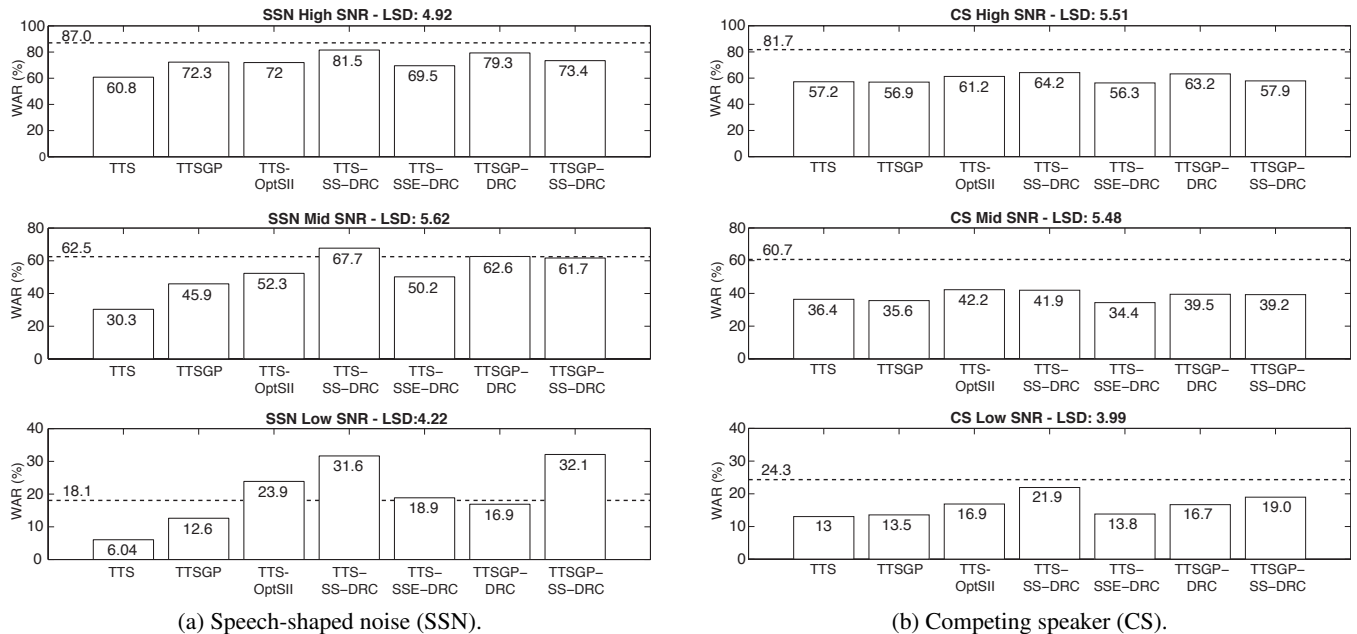 SSN High SNR - LSD: 4.92
WAR (%)
100
80
60
40
20
0
87.0
60.8
72.3
72
81.5
69.5
79.3
73.4
TTS
TTSGP
TTS-
OptSII
TTS–
SS–DRC
TTS–
SSE–DRC
TTSGP–
DRC
TTSGP–
SS–DRC
SSN Mid SNR - LSD: 5.62
WAR (%)
80
60
40
20
0
62.5
30.3
45.9
52.3
67.7
50.2
62.6
61.7
TTS
TTSGP
TTS-
OptSII
TTS–
SS–DRC
TTS–
SSE–DRC
TTSGP–
DRC
TTSGP–
SS–DRC
SSN Low SNR - LSD:4.22
WAR (%)
40
30
20
10
0
18.1
6.04
12.6
23.9
31.6
18.9
16.9
32.1
TTS
TTSGP
TTS-
OptSII
TTS–
SS–DRC
TTS–
SSE–DRC
TTSGP–
DRC
TTSGP–
SS–DRC
(a) Speech-shaped noise (SSN).
CS High SNR - LSD: 5.51
WAR (%)
100
80
60
40
20
0
81.7
57.2
56.9
61.2
64.2
56.3
63.2
57.9
TTS
TTSGP
TTS-
OptSII
TTS–
SS–DRC
TTS–
SSE–DRC
TTSGP–
DRC
TTSGP–
SS–DRC
CS Mid SNR - LSD: 5.48
WAR (%)
80
60
40
20
0
60.7
36.4
35.6
42.2
41.9
34.4
39.5
39.2
TTS
TTSGP
TTS-
OptSII
TTS–
SS–DRC
TTS–
SSE–DRC
TTSGP–
DRC
TTSGP–
SS–DRC
CS Low SNR - LSD: 3.99
WAR (%)
40
30
20
10
0
24.3
13
13.5
16.9
21.9
13.8
16.7
19.0
TTS
TTSGP
TTS-
OptSII
TTS–
SS–DRC
TTS–
SSE–DRC
TTSGP–
DRC
TTSGP–
SS–DRC
(b) Competing speaker (CS).